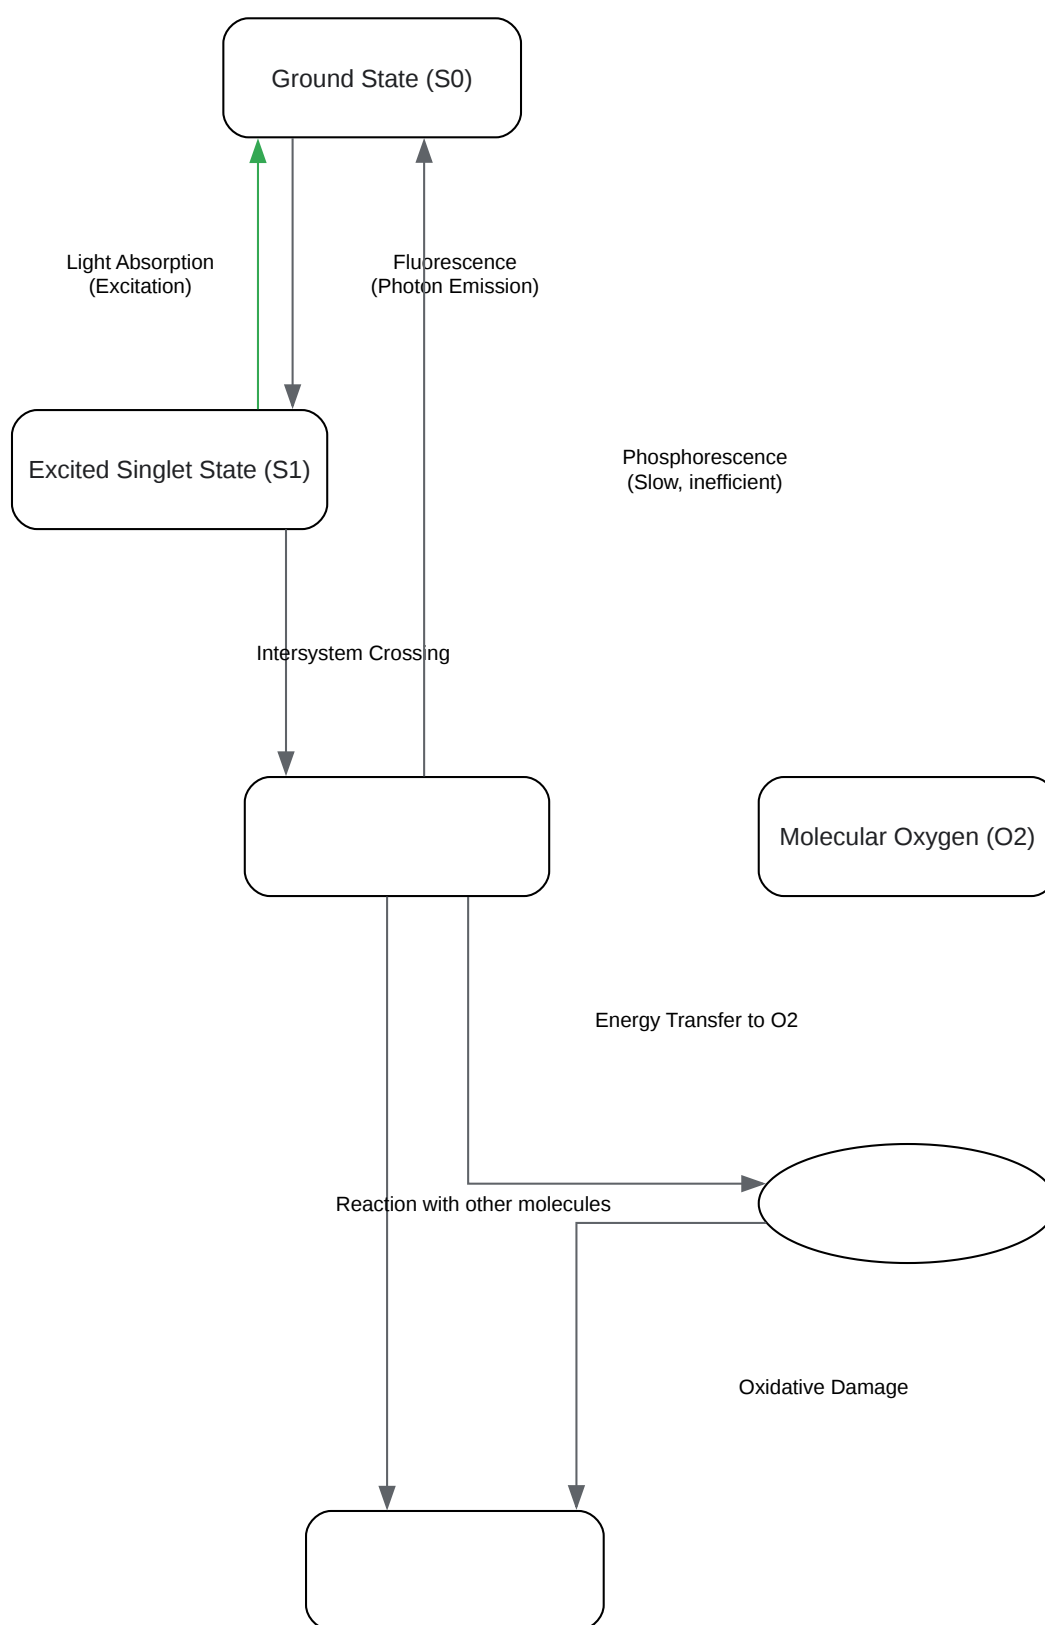 Ground State (S0)
Light Absorption
(Excitation)
Fluorescence
(Photon Emission)
Excited Singlet State (S1)
Phosphorescence
(Slow, inefficient)
Intersystem Crossing
Molecular Oxygen (O2)
Energy Transfer to O2
Reaction with other molecules
Oxidative Damage